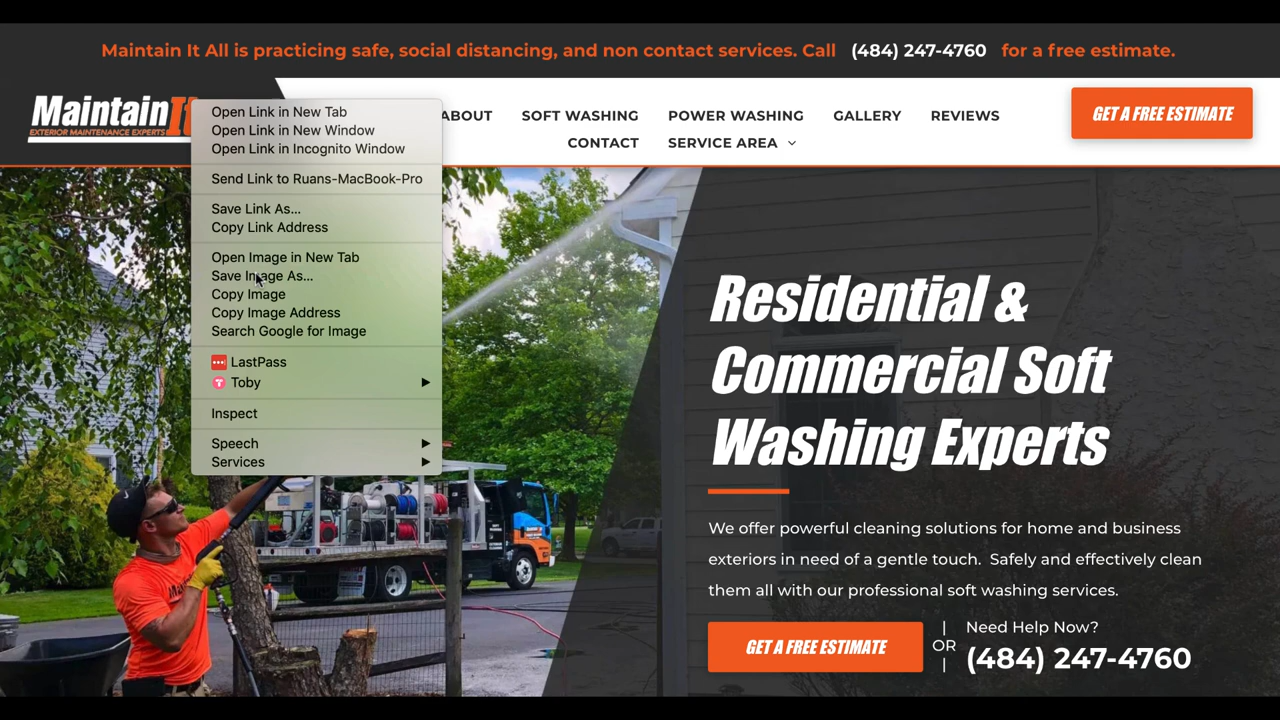 Maintain It All is practicing safe, social distancing, and non contact services. Call (484) 247-4760 for a free estimate.
MaintainIt
EXTERIOR MAINTENANCE EXPERTS
ABOUT SOFT WASHING POWER WASHING GALLERY REVIEWS
CONTACT SERVICE AREA
GET A FREE ESTIMATE
Open Link in New Tab
Open Link in New Window
Open Link in Incognito Window
Send Link to Ruans-MacBook-Pro
Save Link As...
Copy Link Address
Open Image in New Tab
Save Image As...
Copy Image
Copy Image Address
Search Google for Image
LastPass
Toby
Inspect
Speech
Services
Residential &
Commercial Soft
Washing Experts
We offer powerful cleaning solutions for home and business
exteriors in need of a gentle touch. Safely and effectively clean
them all with our professional soft washing services.
GET A FREE ESTIMATE
OR
Need Help Now?
(484) 247-4760